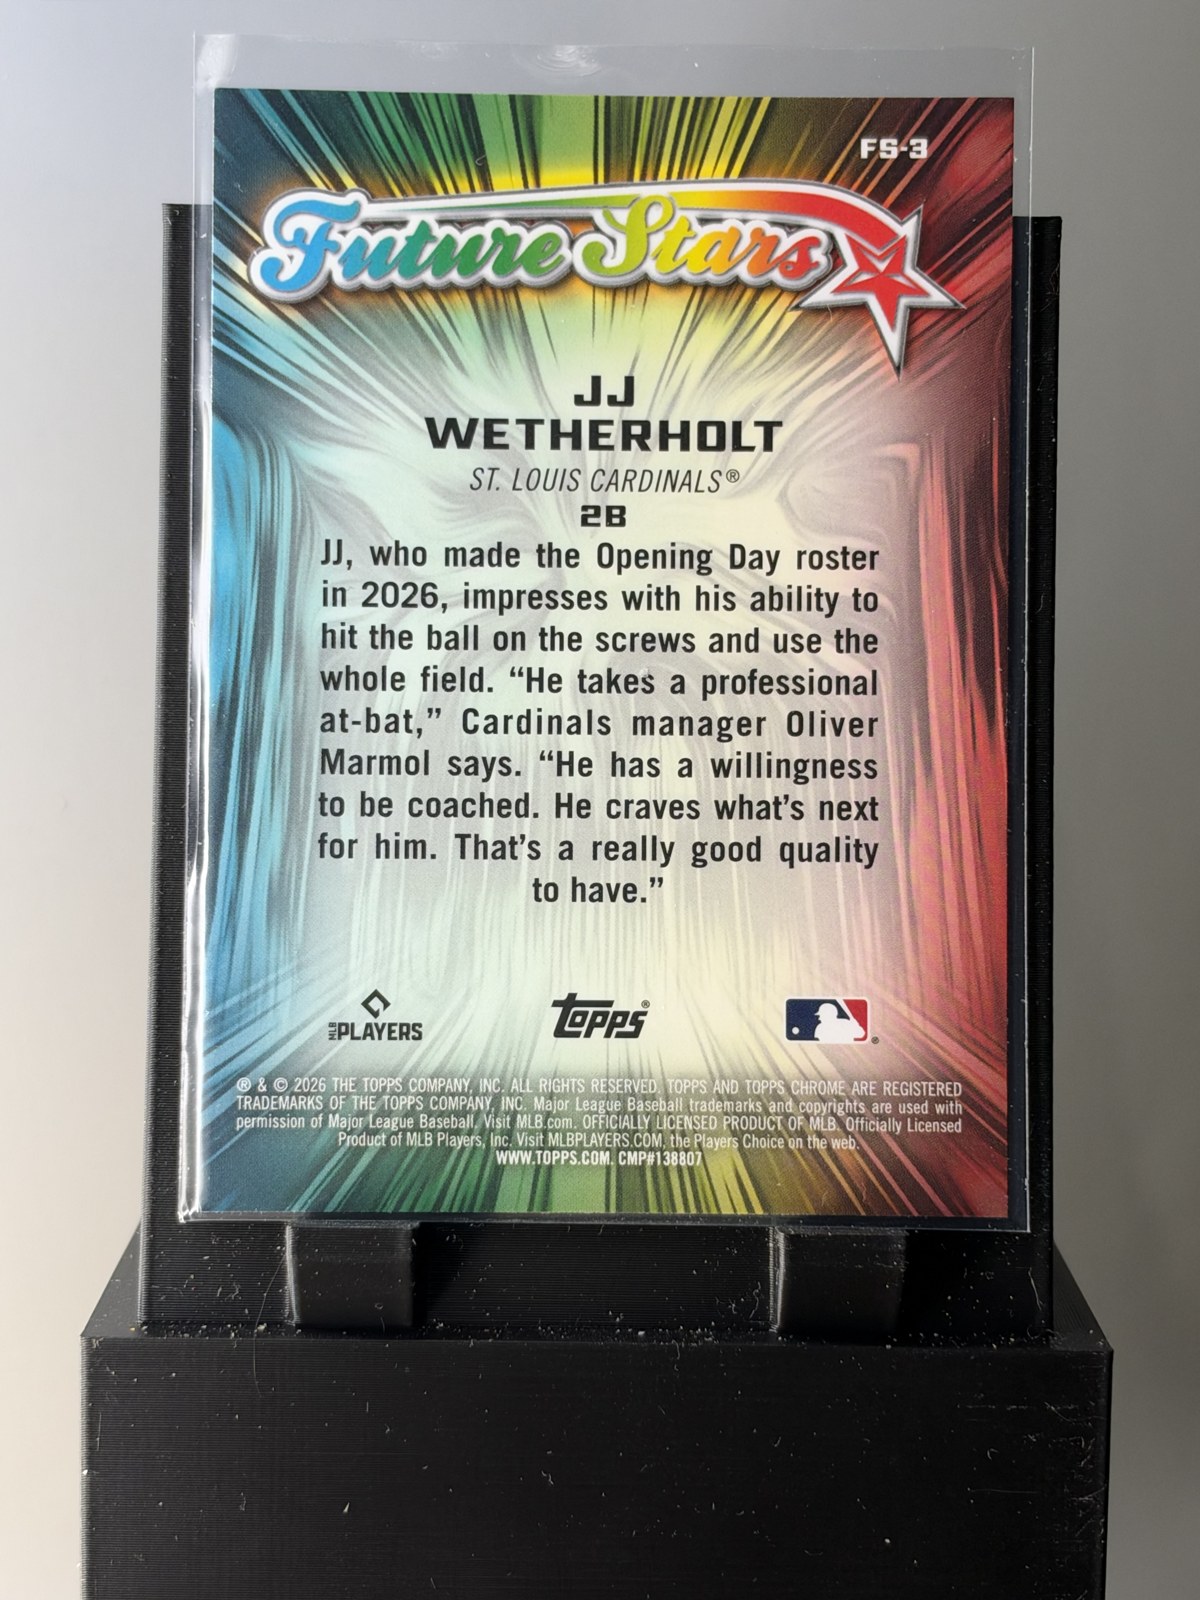 FS-3
Future Stars
JJ
WETHERHOLT
ST. LOUIS CARDINALS®
2B
JJ, who made the Opening Day roster
in 2026, impresses with his ability to
hit the ball on the screws and use the
whole field. “He takes a professional
at-bat,” Cardinals manager Oliver
Marmol says. “He has a willingness
to be coached. He craves what’s next
for him. That’s a really good quality
to have.”
MLB PLAYERS
Topps®
®
® & © 2026 THE TOPPS COMPANY, INC. ALL RIGHTS RESERVED. TOPPS AND TOPPS CHROME ARE REGISTERED
TRADEMARKS OF THE TOPPS COMPANY, INC. Major League Baseball trademarks and copyrights are used with
permission of Major League Baseball. Visit MLB.com. OFFICIALLY LICENSED PRODUCT OF MLB. Officially Licensed
Product of MLB Players, Inc. Visit MLBPLAYERS.COM, the Players Choice on the web.
WWW.TOPPS.COM. CMP#138807